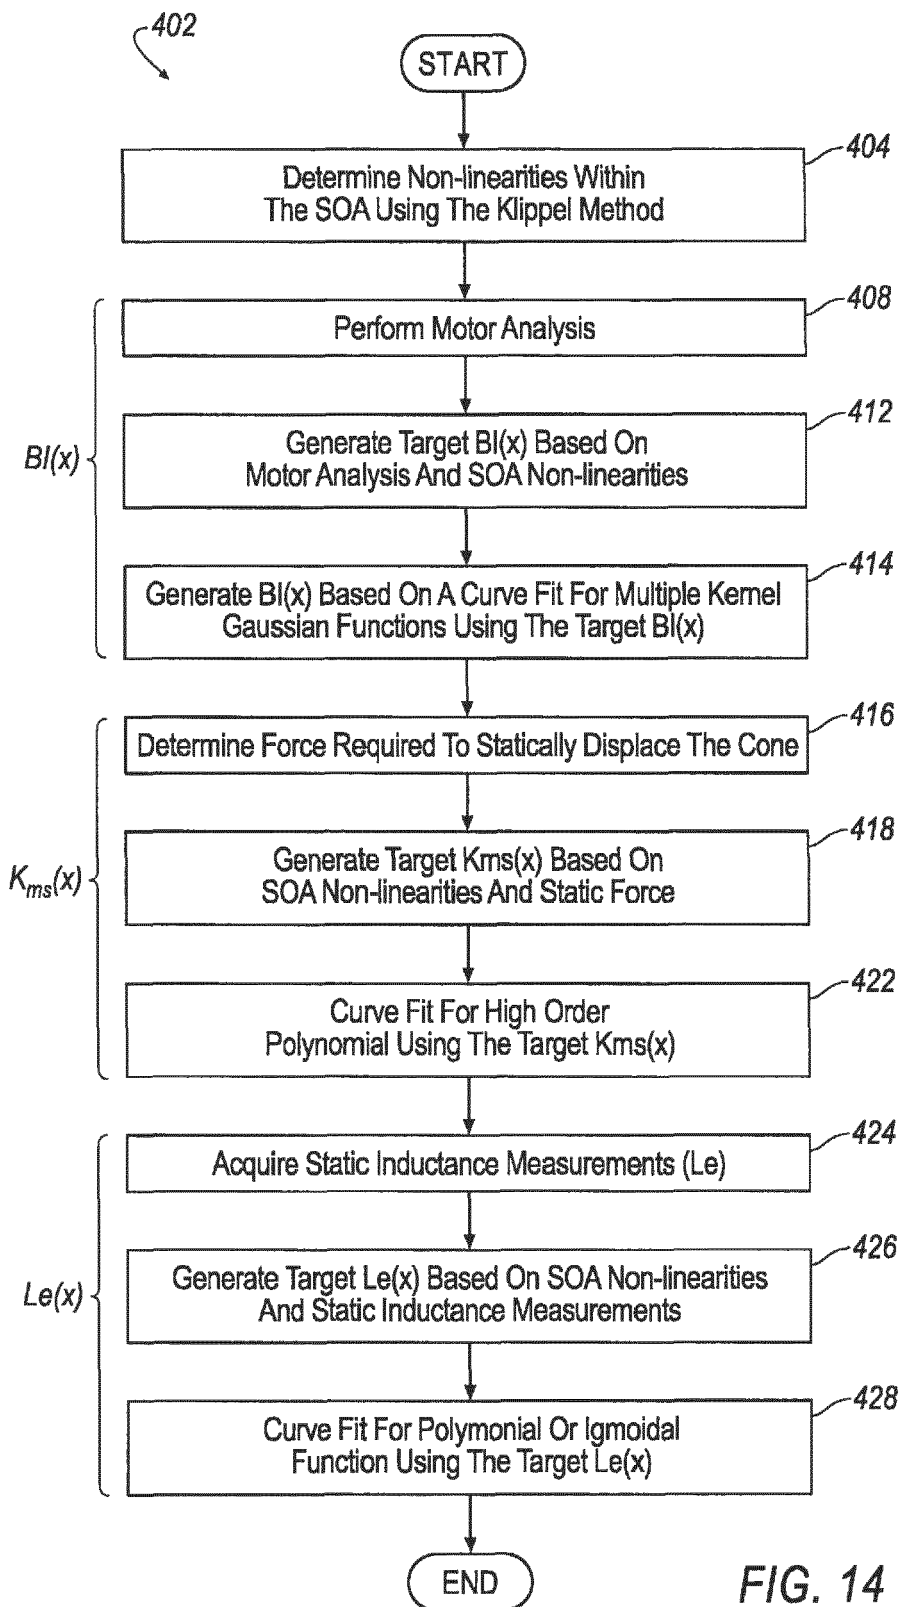 402
START
404
Determine Non-linearities Within
The SOA Using The Klippel Method
408
Perform Motor Analysis
412
Generate Target Bl(x) Based On
Motor Analysis And SOA Non-linearities
Bl(x)
414
Generate Bl(x) Based On A Curve Fit For Multiple Kernel
Gaussian Functions Using The Target Bl(x)
416
Determine Force Required To Statically Displace The Cone
418
Generate Target Kms(x) Based On
SOA Non-linearities And Static Force
Kms(x)
422
Curve Fit For High Order
Polynomial Using The Target Kms(x)
424
Acquire Static Inductance Measurements (Le)
426
Generate Target Le(x) Based On SOA Non-linearities
And Static Inductance Measurements
Le(x)
428
Curve Fit For Polymonial Or Igmoidal
Function Using The Target Le(x)
END
FIG. 14